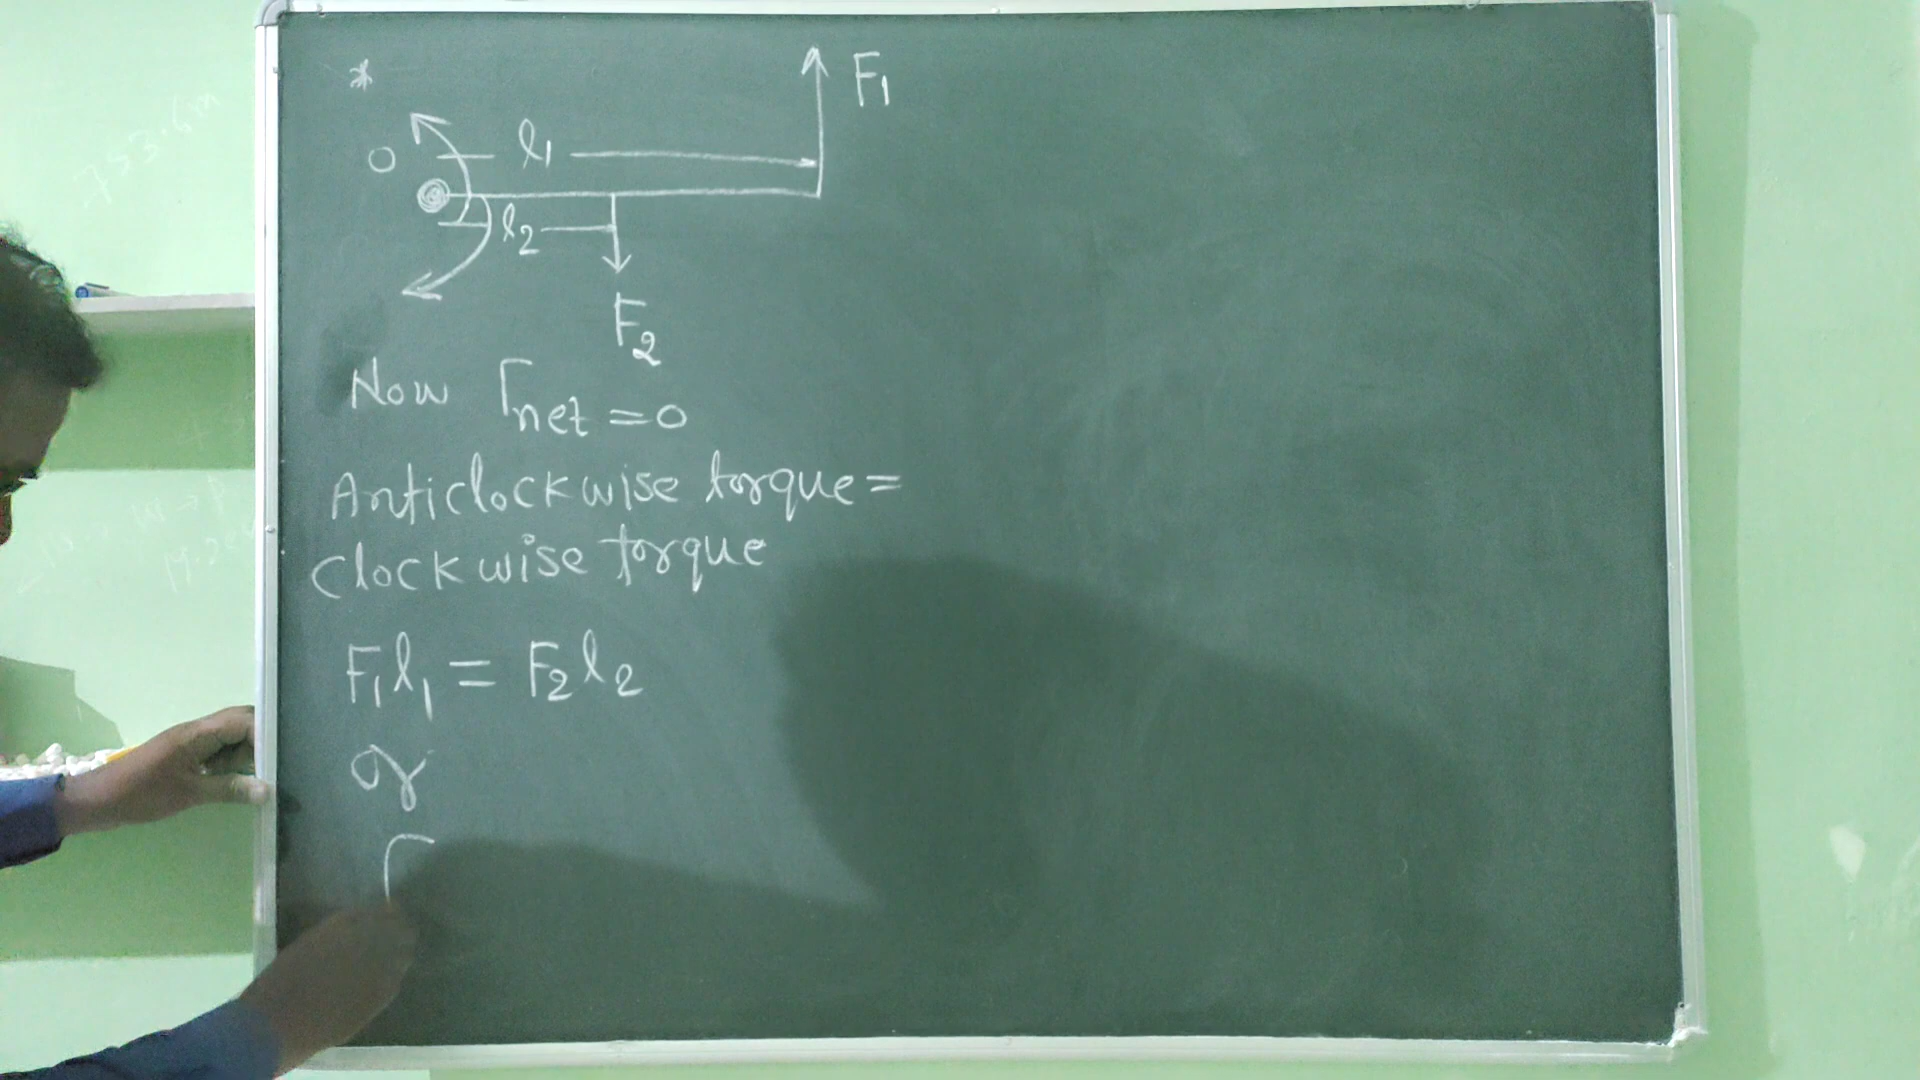 *
F1
O
l1
l2
F2
Now Γnet = 0
Anticlockwise torque =
Clockwise torque
F1l1 = F2l2
or
Γ